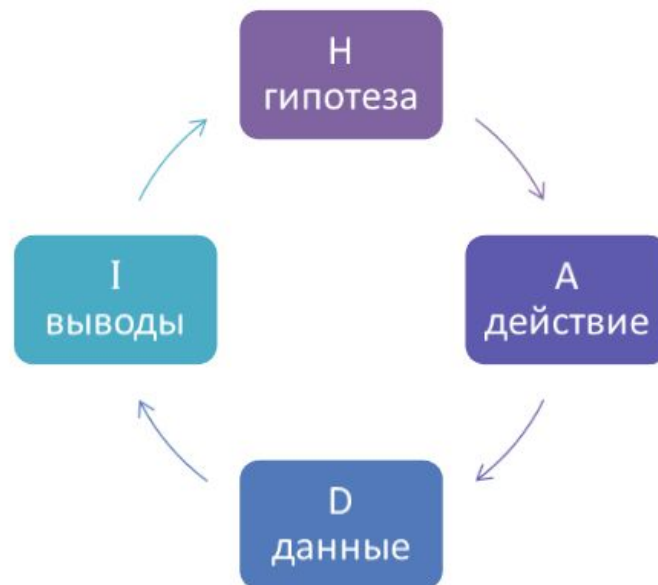 H
гипотеза
A
действие
D
данные
I
выводы